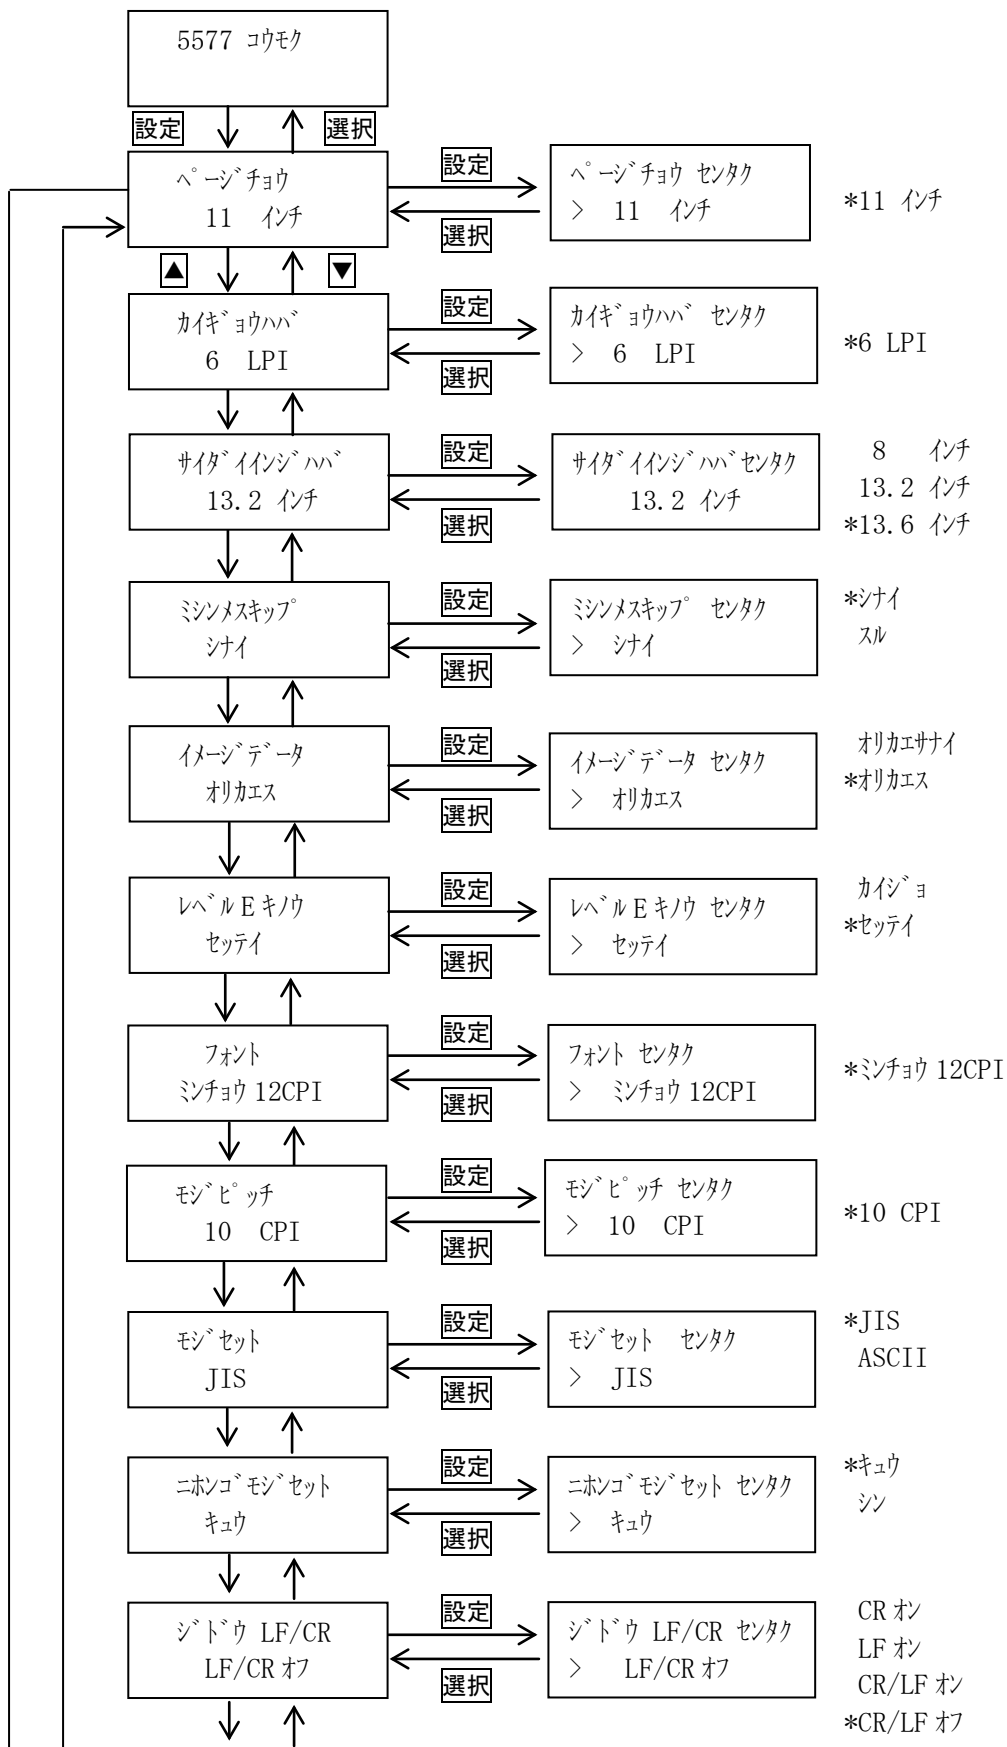 5577 ｺｳﾓｸ
設定 選択
ﾍﾟｰｼﾞﾁｮｳ
11 ｲﾝﾁ
設定
選択
ﾍﾟｰｼﾞﾁｮｳ ｾﾝﾀｸ
> 11 ｲﾝﾁ
*11 ｲﾝﾁ
▲ ▼
ｶｲｷﾞｮｳﾊﾊﾞ
6 LPI
設定
選択
ｶｲｷﾞｮｳﾊﾊﾞ ｾﾝﾀｸ
> 6 LPI
*6 LPI
ｻｲﾀﾞｲｲﾝｼﾞﾊﾊﾞ
13.2 ｲﾝﾁ
設定
選択
ｻｲﾀﾞｲｲﾝｼﾞﾊﾊﾞ ｾﾝﾀｸ
13.2 ｲﾝﾁ
8 ｲﾝﾁ
13.2 ｲﾝﾁ
*13.6 ｲﾝﾁ
ﾐｼﾝﾒｽｷｯﾌﾟ
ｼﾅｲ
設定
選択
ﾐｼﾝﾒｽｷｯﾌﾟ ｾﾝﾀｸ
> ｼﾅｲ
*ｼﾅｲ
ｽﾙ
ｲﾒｰｼﾞﾃﾞｰﾀ
ｵﾘｶｴｽ
設定
選択
ｲﾒｰｼﾞﾃﾞｰﾀ ｾﾝﾀｸ
> ｵﾘｶｴｽ
ｵﾘｶｴｻﾅｲ
*ｵﾘｶｴｽ
ﾚﾍﾞﾙ E ｷﾉｳ
ｾｯﾃｲ
設定
選択
ﾚﾍﾞﾙ E ｷﾉｳ ｾﾝﾀｸ
> ｾｯﾃｲ
ｶｲｼﾞｮ
*ｾｯﾃｲ
ﾌｫﾝﾄ
ﾐﾝﾁｮｳ 12CPI
設定
選択
ﾌｫﾝﾄ ｾﾝﾀｸ
> ﾐﾝﾁｮｳ 12CPI
*ﾐﾝﾁｮｳ 12CPI
ﾓｼﾞﾋﾟｯﾁ
10 CPI
設定
選択
ﾓｼﾞﾋﾟｯﾁ ｾﾝﾀｸ
> 10 CPI
*10 CPI
ﾓｼﾞｾｯﾄ
JIS
設定
選択
ﾓｼﾞｾｯﾄ ｾﾝﾀｸ
> JIS
*JIS
ASCII
ﾆﾎﾝｺﾞﾓｼﾞｾｯﾄ
ｷｭｳ
設定
選択
ﾆﾎﾝｺﾞﾓｼﾞｾｯﾄ ｾﾝﾀｸ
> ｷｭｳ
*ｷｭｳ
ｼﾝ
ｼﾞﾄﾞｳ LF/CR
LF/CR ｵﾌ
設定
選択
ｼﾞﾄﾞｳ LF/CR ｾﾝﾀｸ
> LF/CR ｵﾌ
CR ｵﾝ
LF ｵﾝ
CR/LF ｵﾝ
*CR/LF ｵﾌ